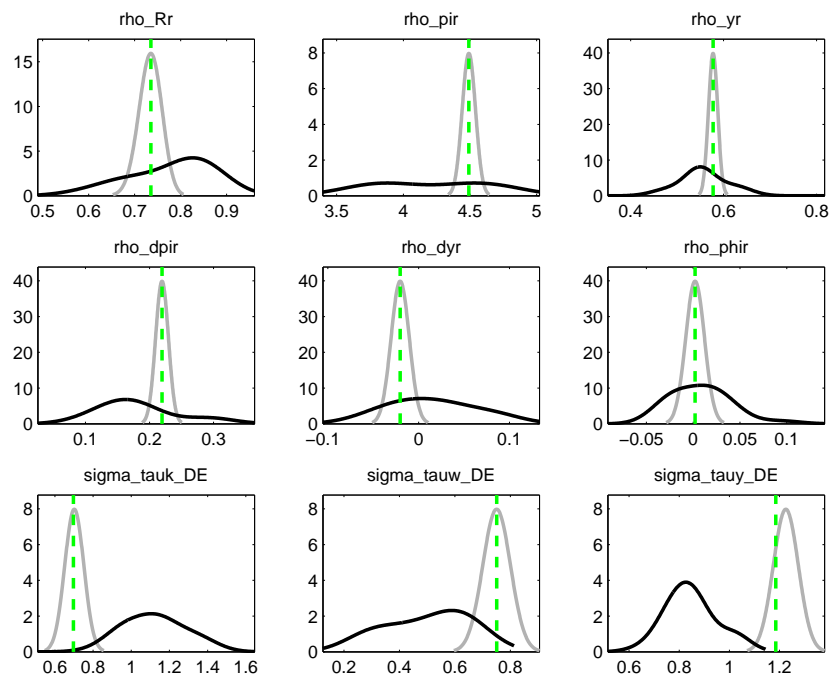 rho_Rr
rho_pir
rho_yr
15
10
5
0
0.5 0.6 0.7 0.8 0.9
8
6
4
2
0
3.5 4 4.5 5
40
30
20
10
0
0.4 0.6 0.8
rho_dpir
rho_dyr
rho_phir
40
30
20
10
0
0.1 0.2 0.3
40
30
20
10
0
−0.1 0 0.1
40
30
20
10
0
−0.05 0 0.05 0.1
sigma_tauk_DE
sigma_tauw_DE
sigma_tauy_DE
8
6
4
2
0
0.6 0.8 1 1.2 1.4 1.6
8
6
4
2
0
0.2 0.4 0.6 0.8
8
6
4
2
0
0.6 0.8 1 1.2